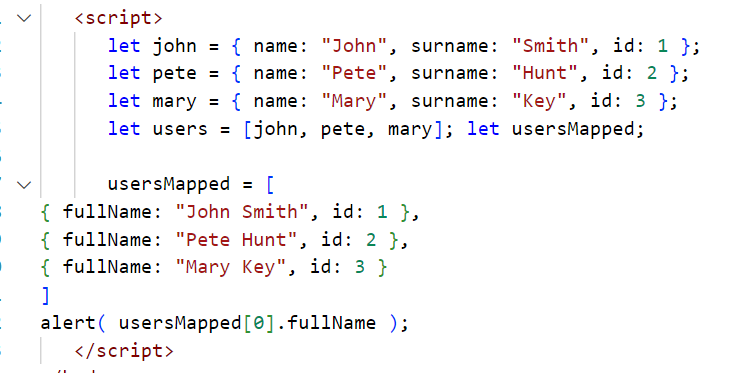 <script>
let john = { name: "John", surname: "Smith", id: 1 };
let pete = { name: "Pete", surname: "Hunt", id: 2 };
let mary = { name: "Mary", surname: "Key", id: 3 };
let users = [john, pete, mary]; let usersMapped;
usersMapped = [
{ fullName: "John Smith", id: 1 },
{ fullName: "Pete Hunt", id: 2 },
{ fullName: "Mary Key", id: 3 }
]
alert( usersMapped[0].fullName );
</script>